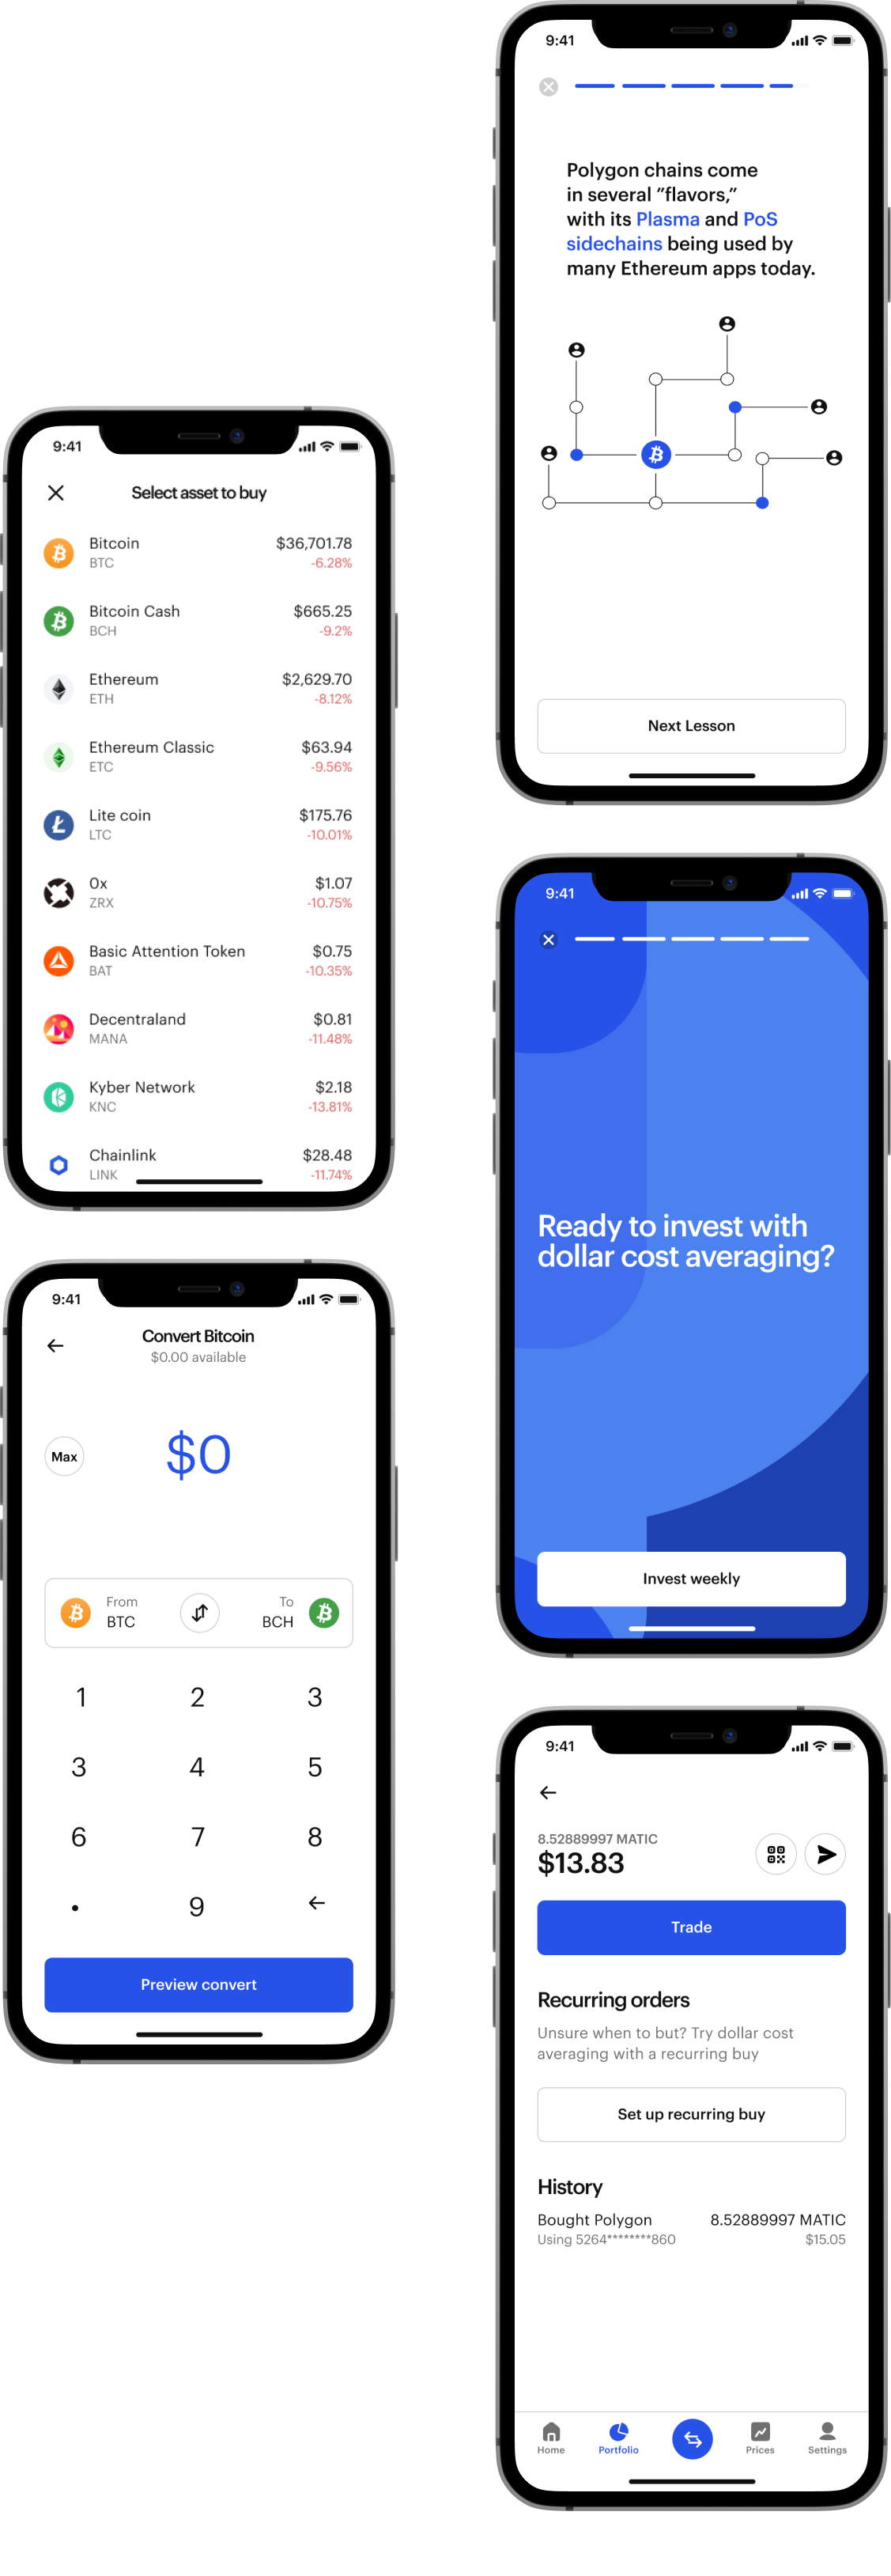 9:41
Select asset to buy
Bitcoin $36,701.78
BTC -6.28%
Bitcoin Cash $665.25
BCH -9.2%
Ethereum $2,629.70
ETH -8.12%
Ethereum Classic $63.94
ETC -9.56%
Lite coin $175.76
LTC -10.01%
0x $1.07
ZRX -10.75%
Basic Attention Token $0.75
BAT -10.35%
Decentraland $0.81
MANA -11.48%
Kyber Network $2.18
KNC -13.81%
Chainlink $28.48
LINK -11.74%
9:41
Convert Bitcoin
$0.00 available
Max $0
From To
BTC BCH
1 2 3
3 4 5
6 7 8
. 9
Preview convert
9:41
Polygon chains come
in several ”flavors,”
with its Plasma and PoS
sidechains being used by
many Ethereum apps today.
Next Lesson
9:41
Ready to invest with
dollar cost averaging?
Invest weekly
9:41
8.52889997 MATIC
$13.83
Trade
Recurring orders
Unsure when to but? Try dollar cost
averaging with a recurring buy
Set up recurring buy
History
Bought Polygon 8.52889997 MATIC
Using 5264********860 $15.05
Home Portfolio Prices Settings